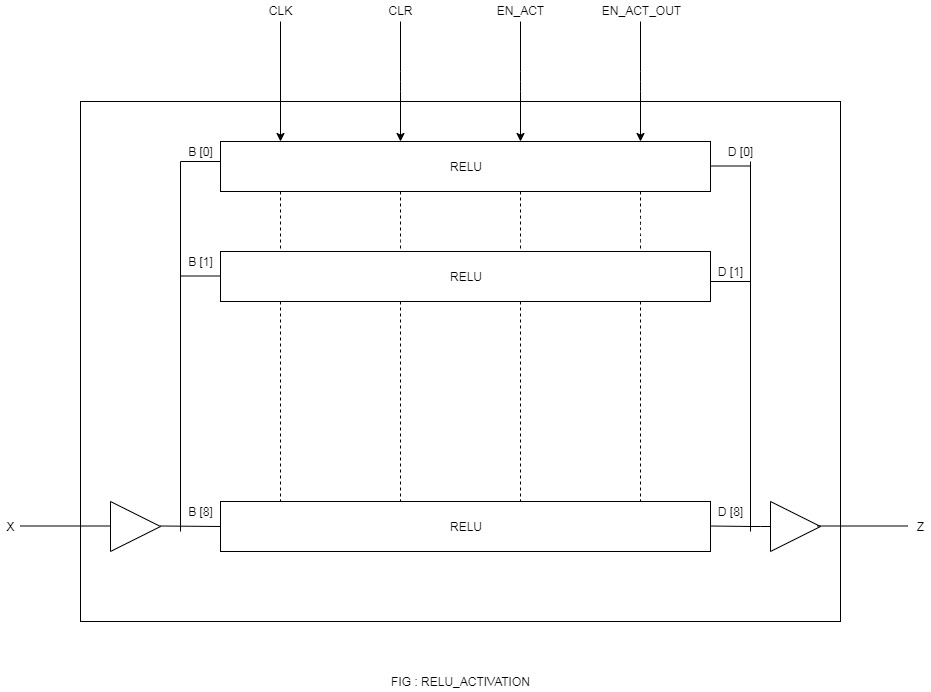 CLK CLR EN_ACT EN_ACT_OUT
B [0] D [0]
RELU
B [1] D [1]
RELU
B [8] D [8]
X RELU Z
FIG : RELU_ACTIVATION